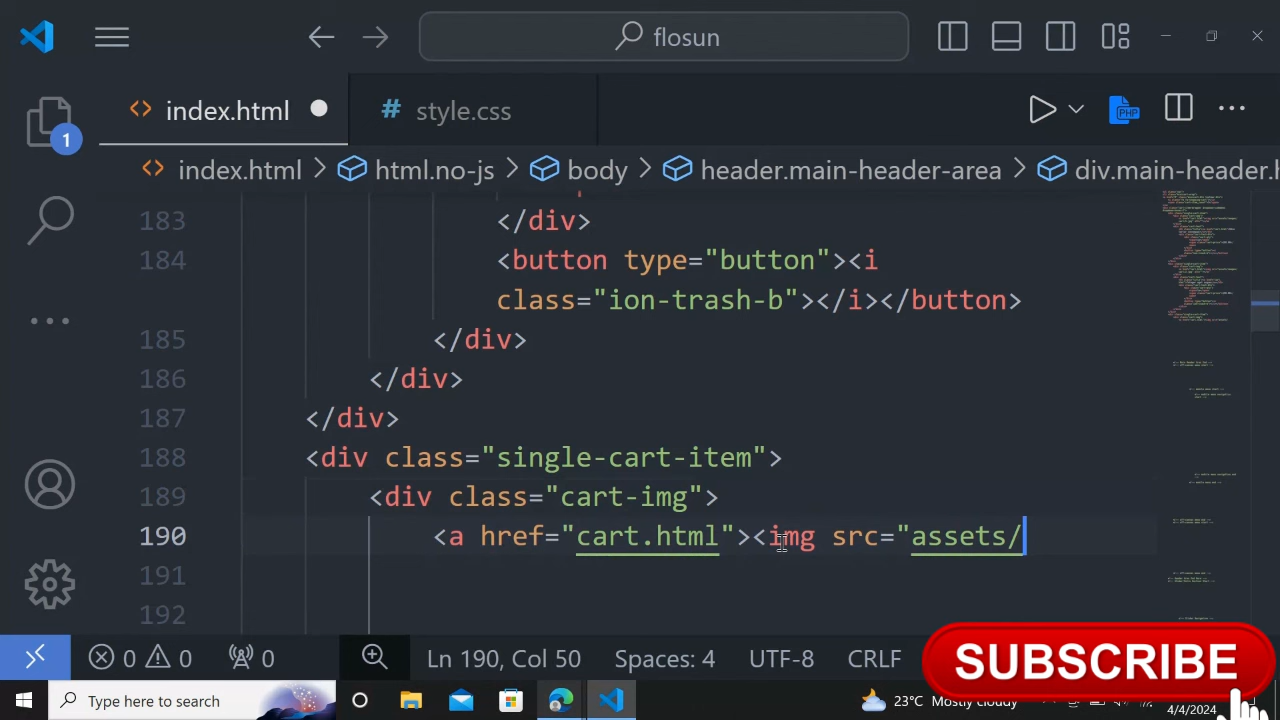 flosun
index.html
# style.css
1
index.html > html.no-js > body > header.main-header-area > div.main-header.h
183 </div>
184 <button type="button"><i
class="ion-trash-b"></i></button>
185 </div>
186 </div>
187 </div>
188 <div class="single-cart-item">
189 <div class="cart-img">
190 <a href="cart.html"><img src="assets/
191
192
0 0 0 Ln 190, Col 50 Spaces: 4 UTF-8 CRLF
SUBSCRIBE
Type here to search 23°C Mostly cloudy
4/4/2024